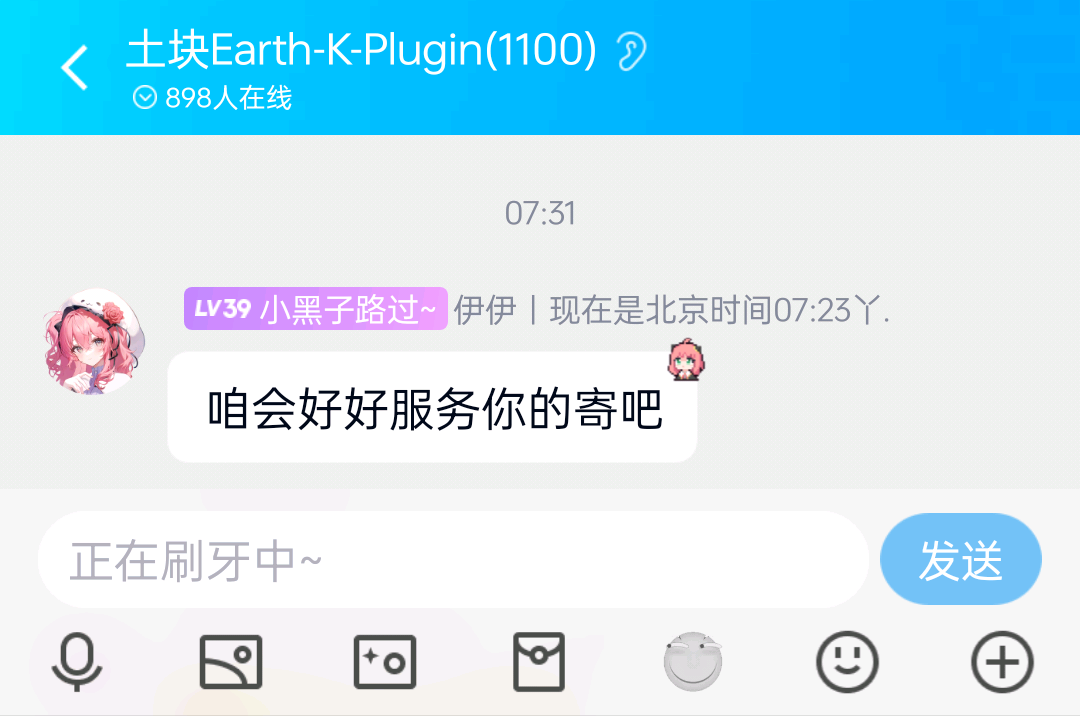 土块Earth-K-Plugin(1100)
898人在线
07:31
LV39 小黑子路过~ 伊伊 | 现在是北京时间07:23丫.
咱会好好服务你的寄吧
正在刷牙中~
发送